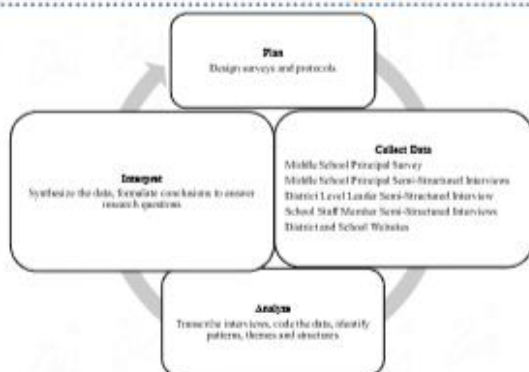 Plan
Design surveys and protocols
Collect Data
Middle School Principal Survey
Middle School Principal Semi-Structured Interviews
District Level Leader Semi-Structured Interview
School Staff Member Semi-Structured Interviews
District and School Websites
Interpret
Synthesize the data, formulate conclusions to answer
research questions
Analyze
Transcribe interviews, code the data, identify
patterns, themes and structures